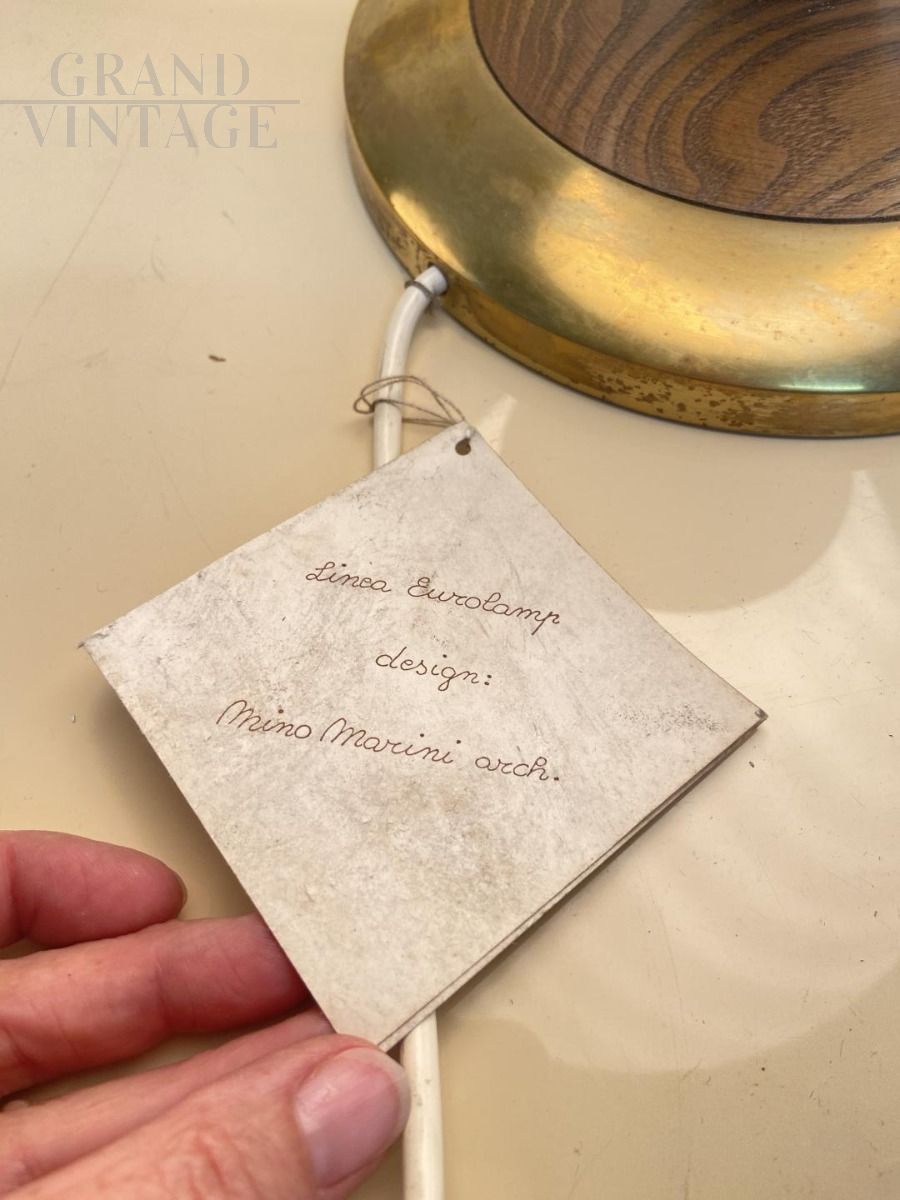 GRAND
VINTAGE
Linea Eurolamp
design:
Mino Marini arch.